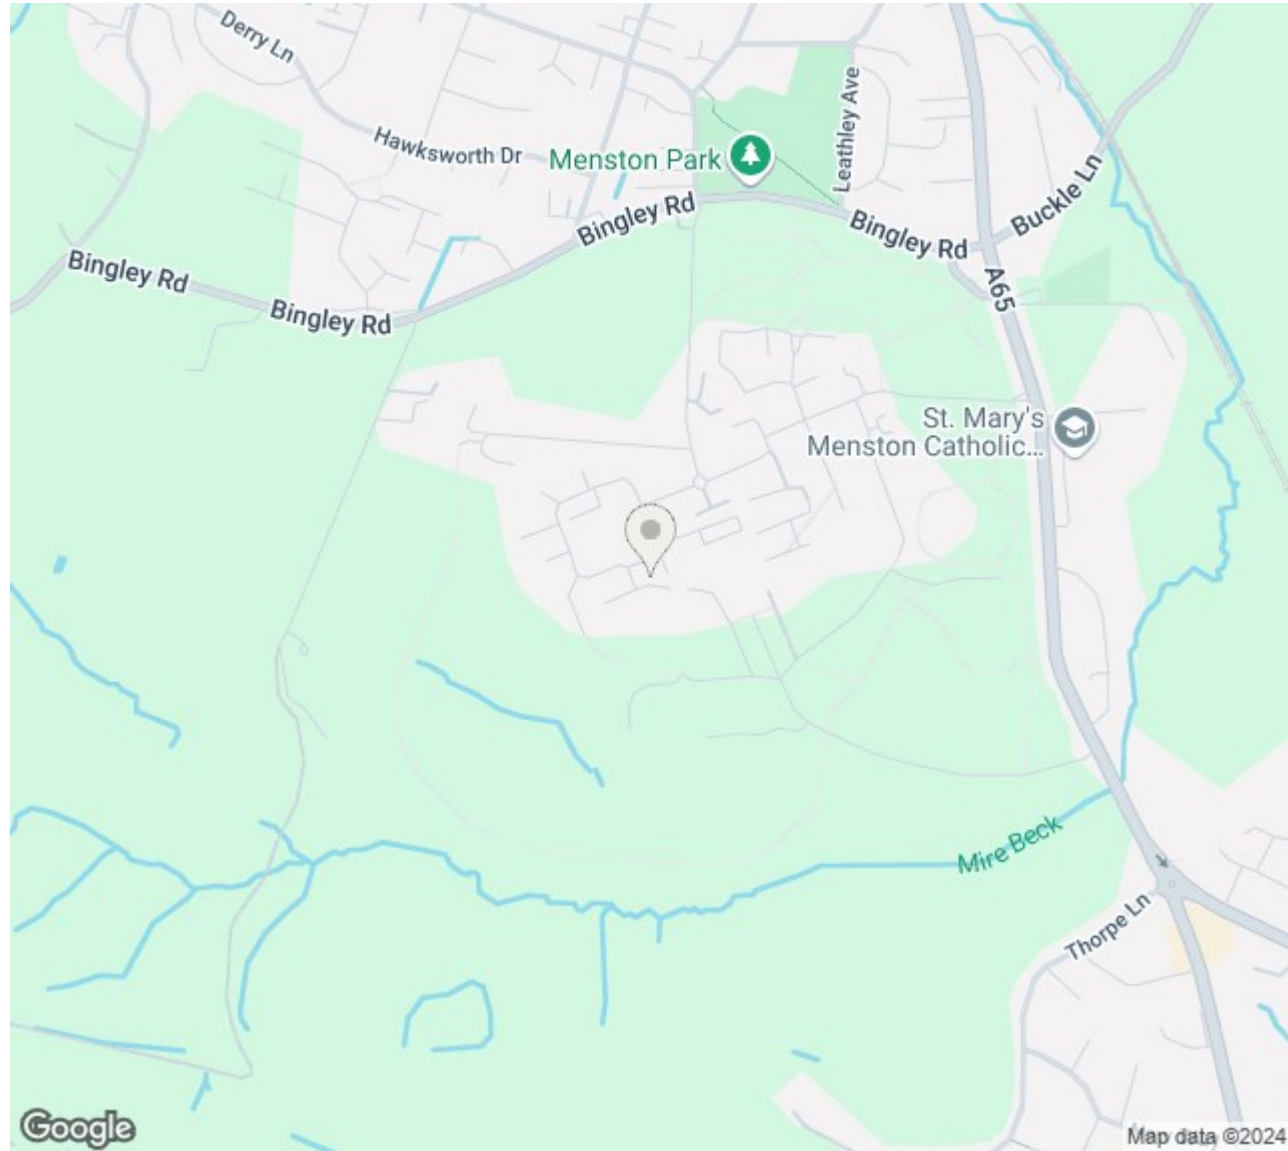 Derry Ln
Hawksworth Dr
Menston Park
Leathley Ave
Buckle Ln
Bingley Rd
Bingley Rd
Bingley Rd
Bingley Rd
A65
St. Mary's
Menston Catholic...
Mire Beck
Thorpe Ln
Google
Map data ©2024